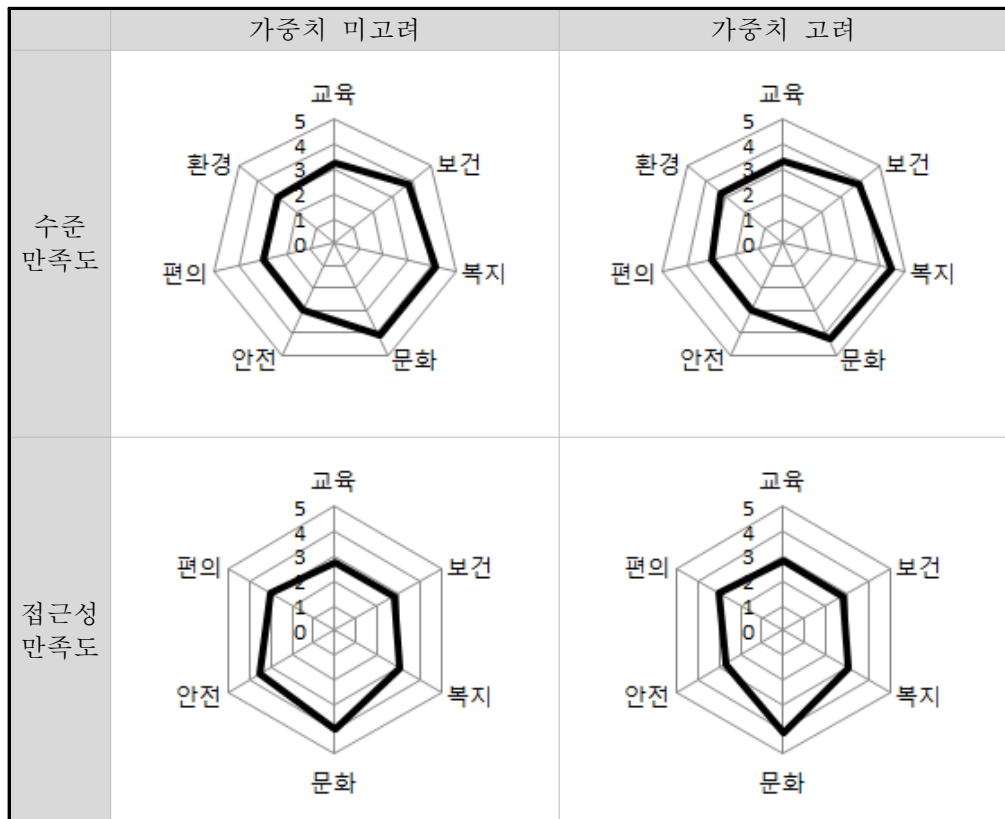 가중치 미고려
가중치 고려
수준
만족도
교육
보건
복지
문화
안전
편의
환경
5
4
3
2
1
0
교육
보건
복지
문화
안전
편의
환경
5
4
3
2
1
0
접근성
만족도
교육
보건
복지
문화
안전
편의
5
4
3
2
1
0
교육
보건
복지
문화
안전
편의
5
4
3
2
1
0